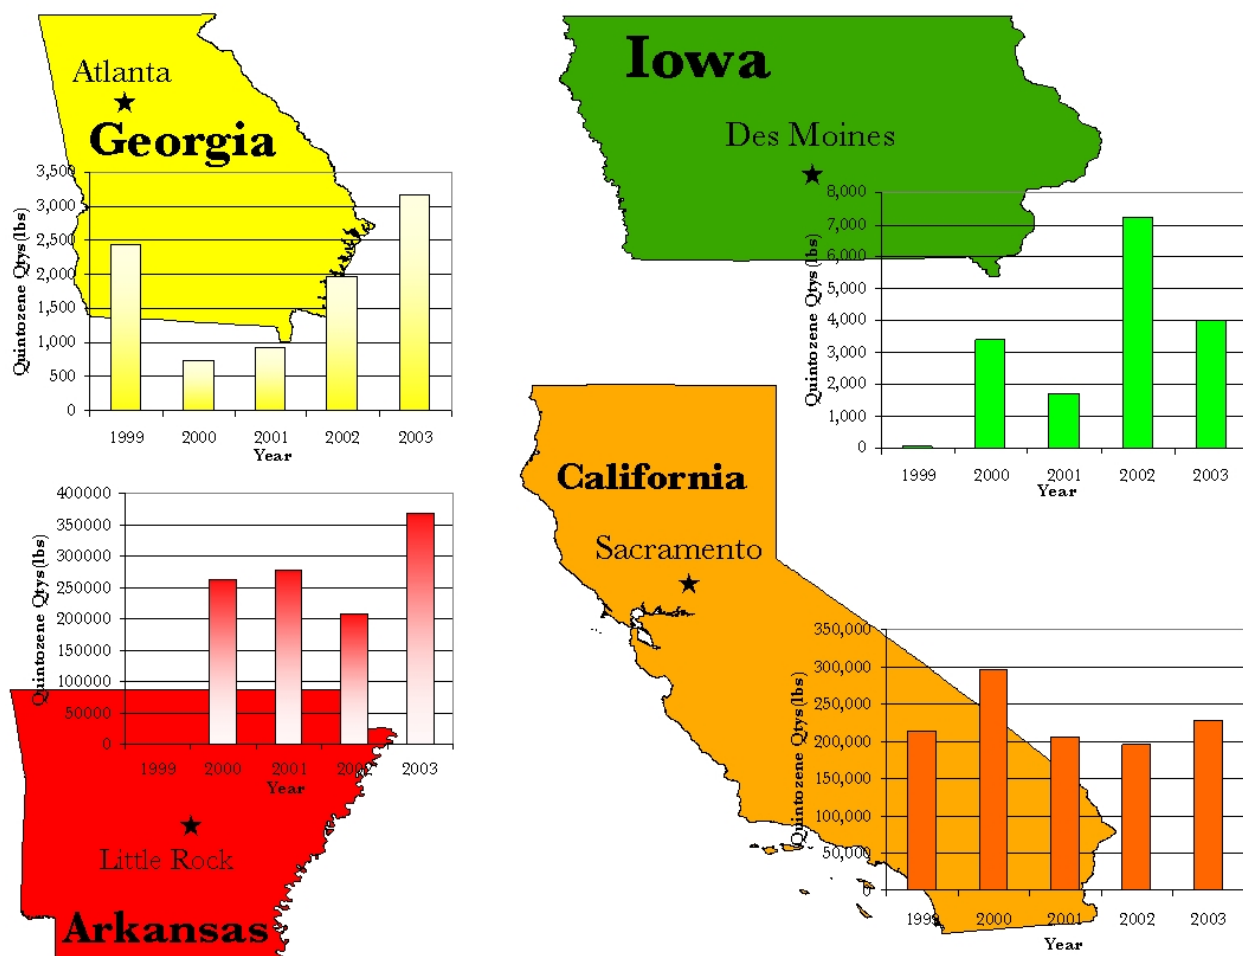 Atlanta
Georgia
Quintozene Qtys (lbs)
3,500
3,000
2,500
2,000
1,500
1,000
500
0
1999 2000 2001 2002 2003
Year
Iowa
Des Moines
Quintozene Qtys (lbs)
8,000
7,000
6,000
5,000
4,000
3,000
2,000
1,000
0
1999 2000 2001 2002 2003
Year
Quintozene Qtys (lbs)
400000
350000
300000
250000
200000
150000
100000
50000
0
1999 2000 2001 2002 2003
Year
Little Rock
Arkansas
California
Sacramento
Quintozene Qtys (lbs)
350,000
300,000
250,000
200,000
150,000
100,000
50,000
0
1999 2000 2001 2002 2003
Year